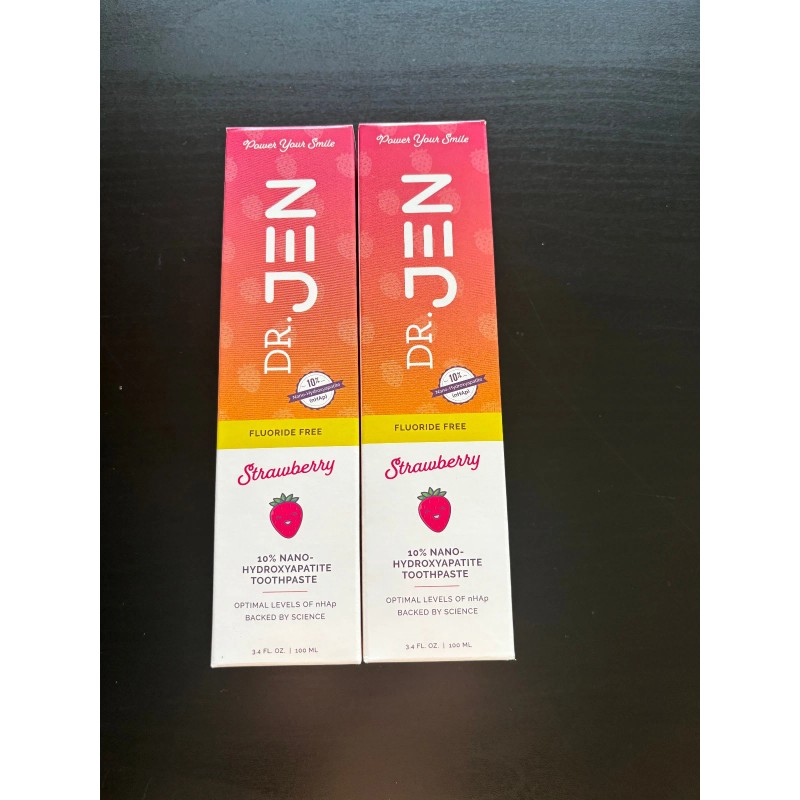 Power Your Smile
DR. JEN
10%
Nano-Hydroxyapatite
(nHAp)
FLUORIDE FREE
Strawberry
10% NANO-
HYDROXYAPATITE
TOOTHPASTE
OPTIMAL LEVELS OF nHAp
BACKED BY SCIENCE
3.4 FL. OZ. | 100 ML
Power Your Smile
DR. JEN
10%
Nano-Hydroxyapatite
(nHAp)
FLUORIDE FREE
Strawberry
10% NANO-
HYDROXYAPATITE
TOOTHPASTE
OPTIMAL LEVELS OF nHAp
BACKED BY SCIENCE
3.4 FL. OZ. | 100 ML